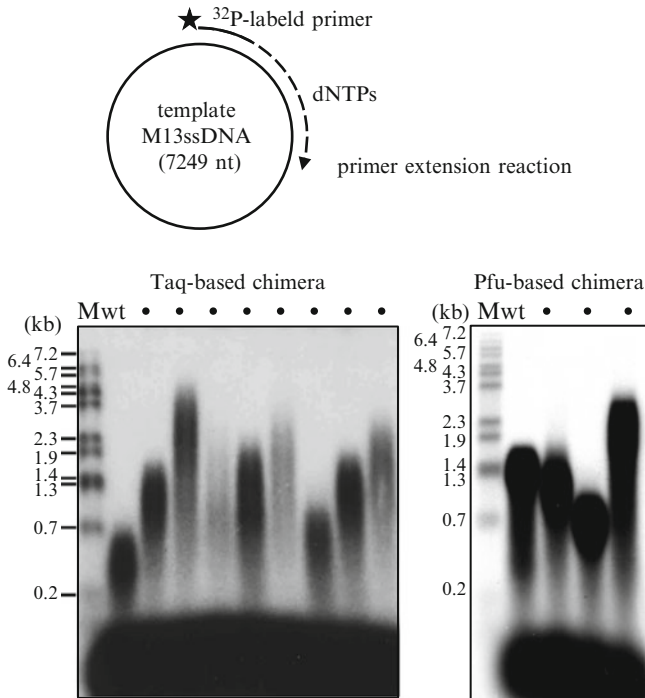 ³²P-labeld primer
dNTPs
template
M13ssDNA
(7249 nt)
primer extension reaction
Taq-based chimera
M wt • • • • • • • •
(kb)
7.2
6.4
5.7
4.8
4.3
3.7
2.3
1.9
1.4
1.3
0.7
0.2
Pfu-based chimera
(kb) M wt • • •
7.2
6.4
5.7
4.8
4.3
3.7
2.3
1.9
1.4
1.3
0.7
0.2